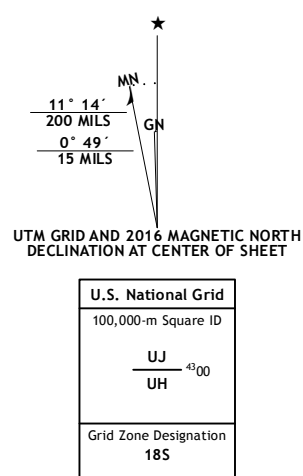 ★
MN
GN
11° 14´
200 MILS
0° 49´
15 MILS
UTM GRID AND 2016 MAGNETIC NORTH
DECLINATION AT CENTER OF SHEET
U.S. National Grid
100,000-m Square ID
UJ
4300
UH
Grid Zone Designation
18S